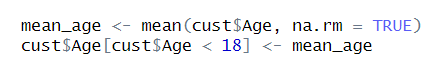 mean_age <- mean(cust$Age, na.rm = TRUE)
cust$Age[cust$Age < 18] <- mean_age